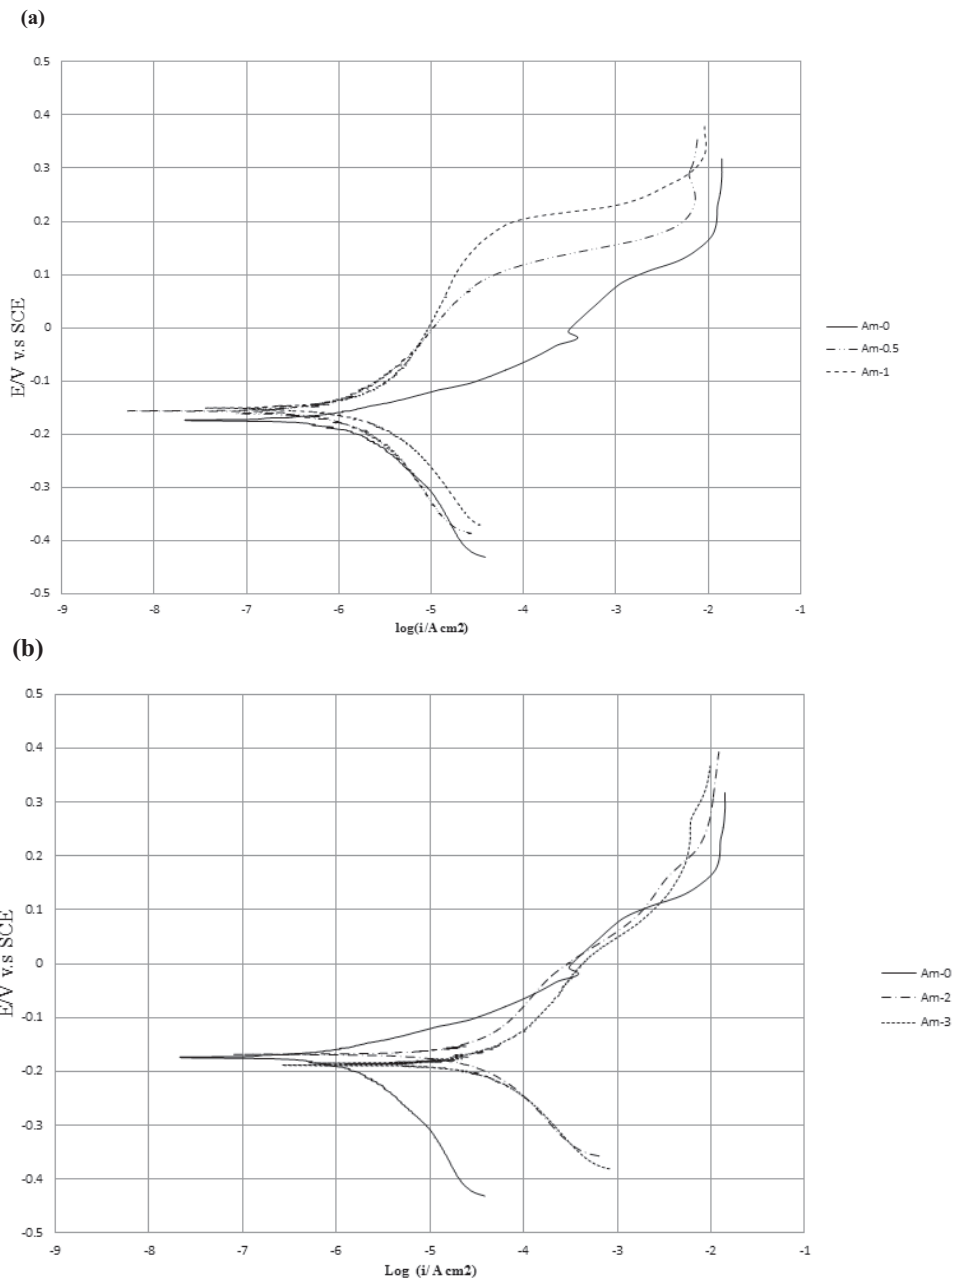 (a)
0.5
0.4
0.3
0.2
0.1
0
-0.1
-0.2
-0.3
-0.4
-0.5
E/V v.s SCE
-9 -8 -7 -6 -5 -4 -3 -2 -1
log(i/A cm2)
Am-0
Am-0.5
Am-1
(b)
0.5
0.4
0.3
0.2
0.1
0
-0.1
-0.2
-0.3
-0.4
-0.5
E/V v.s SCE
-9 -8 -7 -6 -5 -4 -3 -2 -1
Log (i/A cm2)
Am-0
Am-2
Am-3